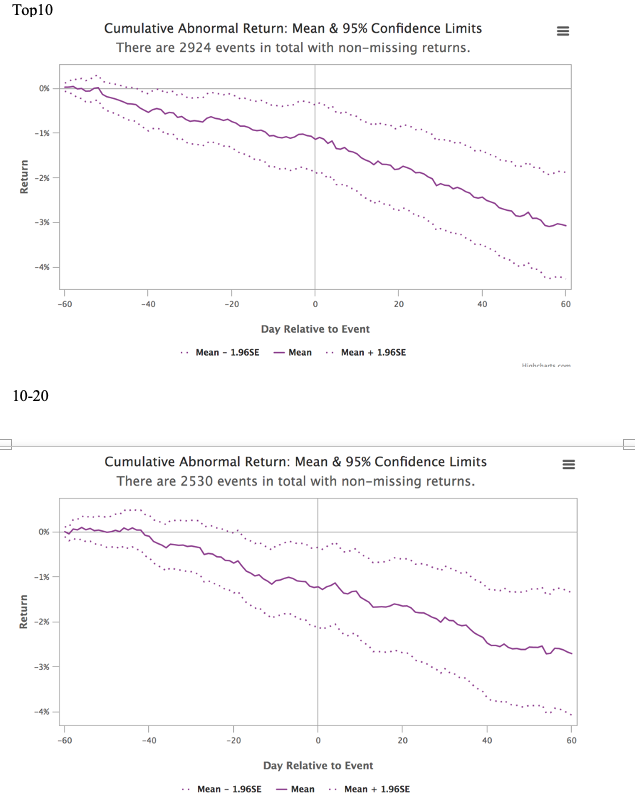 Top10
Cumulative Abnormal Return: Mean & 95% Confidence Limits
There are 2924 events in total with non-missing returns.
0%
-1%
-2%
-3%
-4%
Return
-60 -40 -20 0 20 40 60
Day Relative to Event
Mean - 1.96SE Mean Mean + 1.96SE
Highcharts.com
10-20
Cumulative Abnormal Return: Mean & 95% Confidence Limits
There are 2530 events in total with non-missing returns.
0%
-1%
-2%
-3%
-4%
Return
-60 -40 -20 0 20 40 60
Day Relative to Event
Mean - 1.96SE Mean Mean + 1.96SE